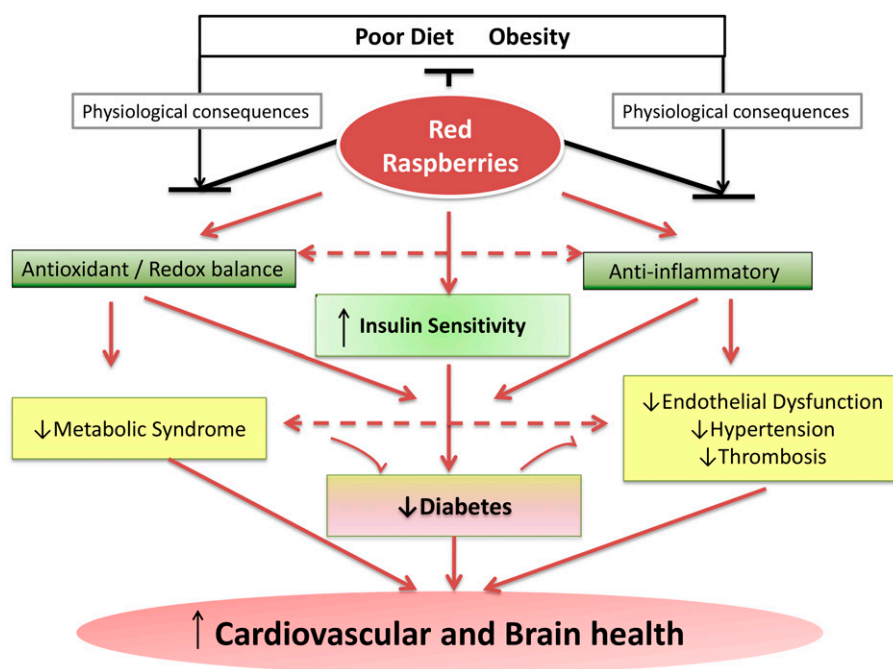 Poor Diet Obesity
Physiological consequences
Physiological consequences
Red
Raspberries
Antioxidant / Redox balance
Anti-inflammatory
↑ Insulin Sensitivity
↓Metabolic Syndrome
↓Endothelial Dysfunction
↓Hypertension
↓Thrombosis
↓Diabetes
↑ Cardiovascular and Brain health